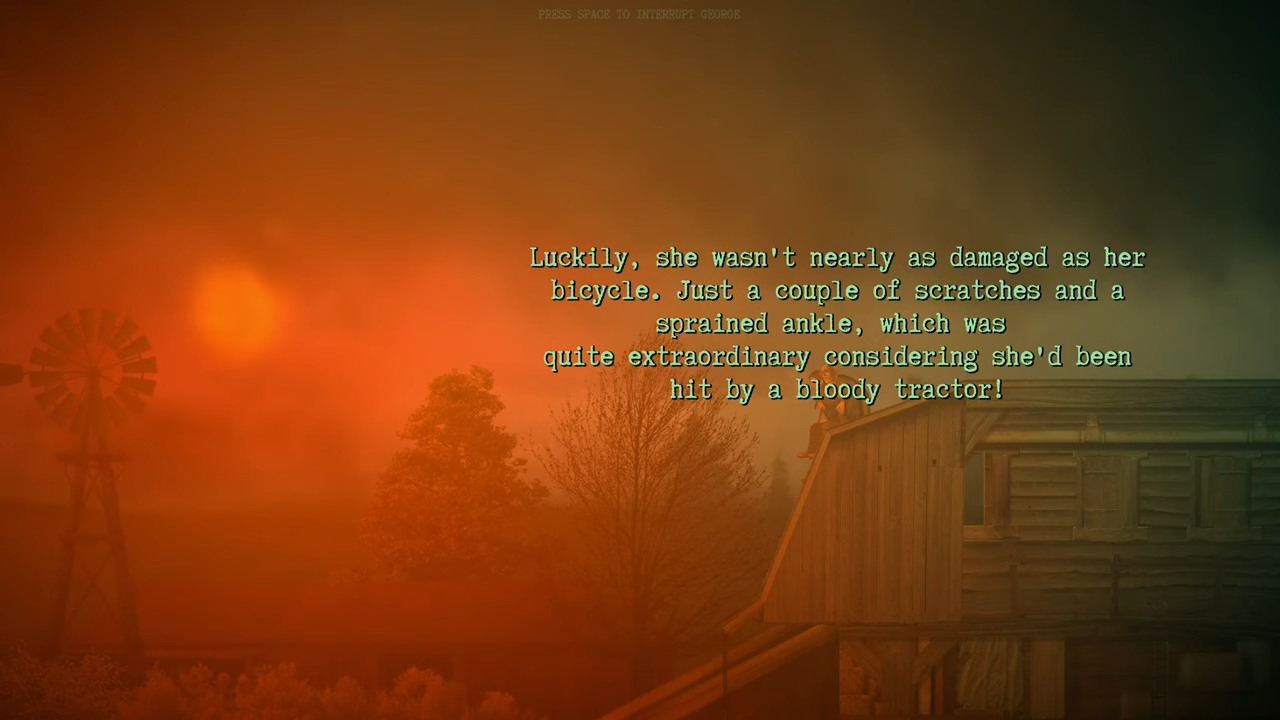 PRESS SPACE TO INTERRUPT GEORGE
Luckily, she wasn't nearly as damaged as her
bicycle. Just a couple of scratches and a
sprained ankle, which was
quite extraordinary considering she'd been
hit by a bloody tractor!